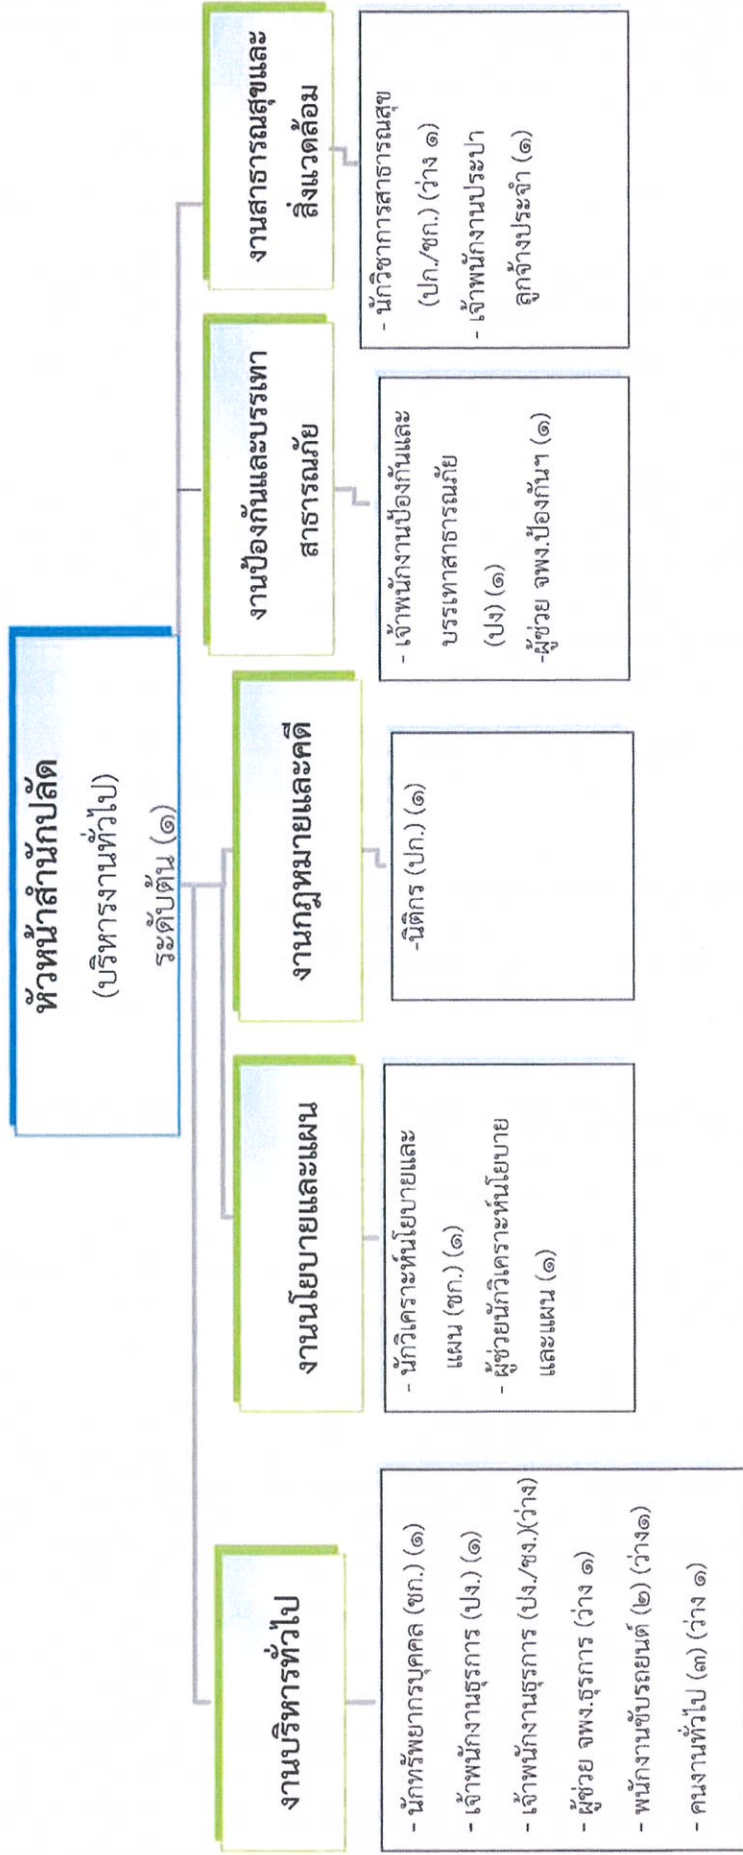 หัวหน้าสำนักปลัด
(บริหารงานทั่วไป)
ระดับต้น (๑)
งานบริหารทั่วไป
- นักทรัพยากรบุคคล (ชก.) (๑)
- เจ้าพนักงานธุรการ (ปง.) (๑)
- เจ้าพนักงานธุรการ (ปง./ชง.)(ว่าง)
- ผู้ช่วย จพง.ธุรการ (ว่าง ๑)
- พนักงานขับรถยนต์ (๒) (ว่าง๑)
- คนงานทั่วไป (๓) (ว่าง ๑)
งานนโยบายและแผน
- นักวิเคราะห์นโยบายและ
แผน (ชก.) (๑)
- ผู้ช่วยนักวิเคราะห์นโยบาย
และแผน (๑)
งานกฎหมายและคดี
-นิติกร (ปก.) (๑)
งานป้องกันและบรรเทา
สาธารณภัย
- เจ้าพนักงานป้องกันและ
บรรเทาสาธารณภัย
(ปง) (๑)
-ผู้ช่วย จพง.ป้องกันฯ (๑)
งานสาธารณสุขและ
สิ่งแวดล้อม
- นักวิชาการสาธารณสุข
(ปก./ชก.) (ว่าง ๑)
- เจ้าพนักงานประปา
ลูกจ้างประจำ (๑)